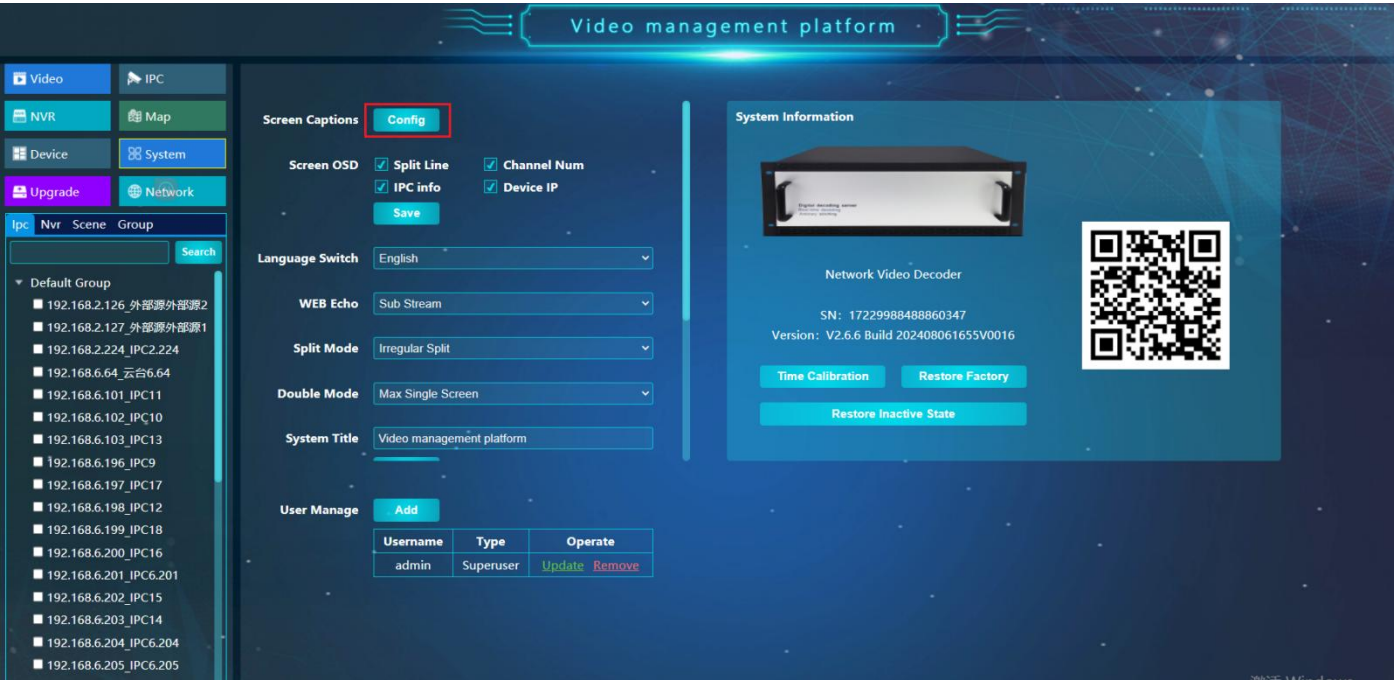 Video management platform
Video
IPC
NVR
Map
Device
System
Upgrade
Network
Ipc Nvr Scene Group
Search
Default Group
192.168.2.126_外部源外部源2
192.168.2.127_外部源外部源1
192.168.2.224_IPC2.224
192.168.6.64_云台6.64
192.168.6.101_IPC11
192.168.6.102_IPC10
192.168.6.103_IPC13
192.168.6.196_IPC9
192.168.6.197_IPC17
192.168.6.198_IPC12
192.168.6.199_IPC18
192.168.6.200_IPC16
192.168.6.201_IPC6.201
192.168.6.202_IPC15
192.168.6.203_IPC14
192.168.6.204_IPC6.204
192.168.6.205_IPC6.205
Screen Captions Config
Screen OSD Split Line Channel Num
IPC info Device IP
Save
Language Switch English
WEB Echo Sub Stream
Split Mode Irregular Split
Double Mode Max Single Screen
System Title Video management platform
User Manage Add
Username Type Operate
admin Superuser Update Remove
System Information
Digital decoding server
Network Video Decoder
SN: 17229988488860347
Version: V2.6.6 Build 202408061655V0016
Time Calibration Restore Factory
Restore Inactive State